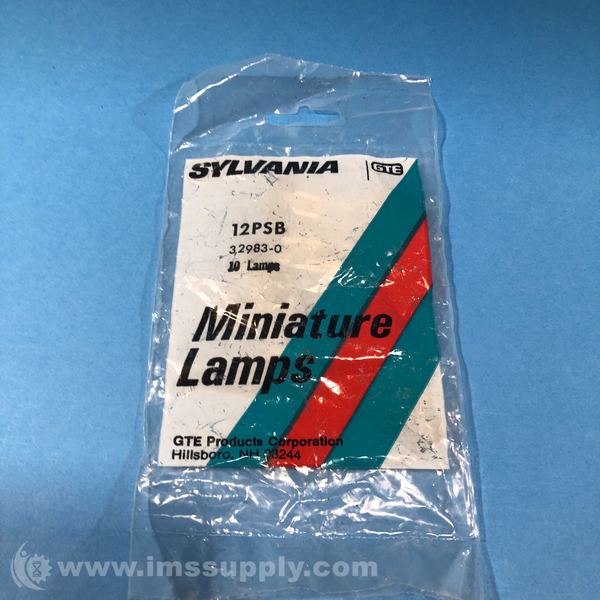 SYLVANIA GTE
12PSB
32983-0
10 Lamps
Miniature
Lamps
GTE Products Corporation
Hillsboro, NH 03244
www.imssupply.com